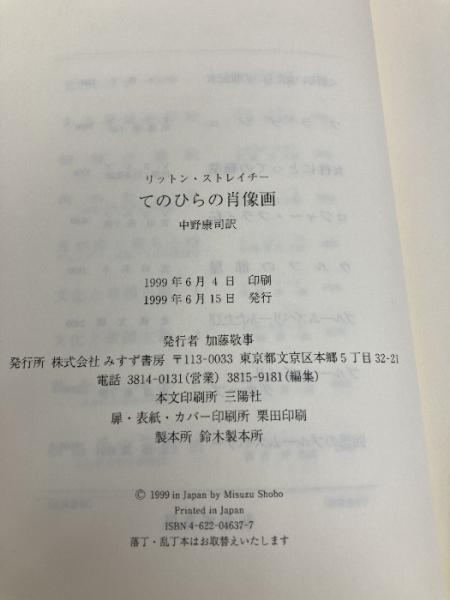 リットン・ストレイチー
てのひらの肖像画
中野康司訳
1999年6月4日 印刷
1999年6月15日 発行
発行者 加藤敬事
発行所 株式会社 みすず書房 〒113-0033 東京都文京区本郷5丁目32-21
電話 3814-0131(営業) 3815-9181(編集)
本文印刷所 三陽社
扉・表紙・カバー印刷所 栗田印刷
製本所 鈴木製本所
© 1999 in Japan by Misuzu Shobo
Printed in Japan
ISBN 4-622-04637-7
落丁・乱丁本はお取替えいたします